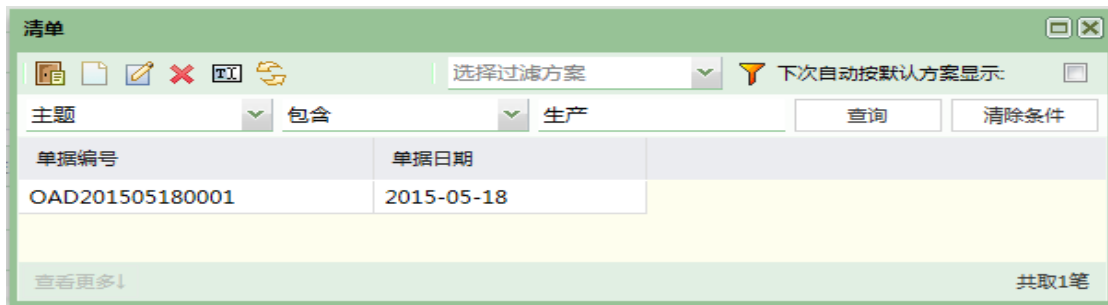 清单
选择过滤方案 下次自动按默认方案显示:
主题 包含 生产 查询 清除条件
单据编号 单据日期
OAD201505180001 2015-05-18
查看更多↓ 共取1笔